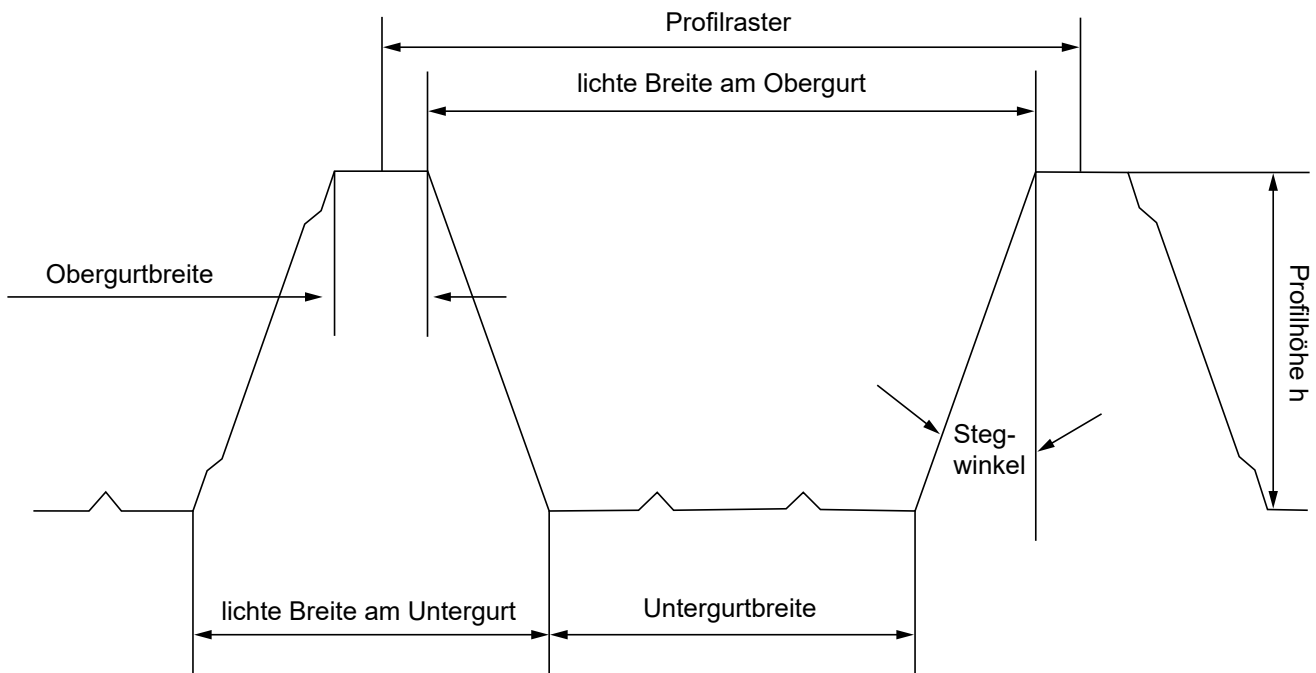 Profilraster
lichte Breite am Obergurt
Obergurtbreite
Profilhöhe h
Steg-
winkel
lichte Breite am Untergurt
Untergurtbreite